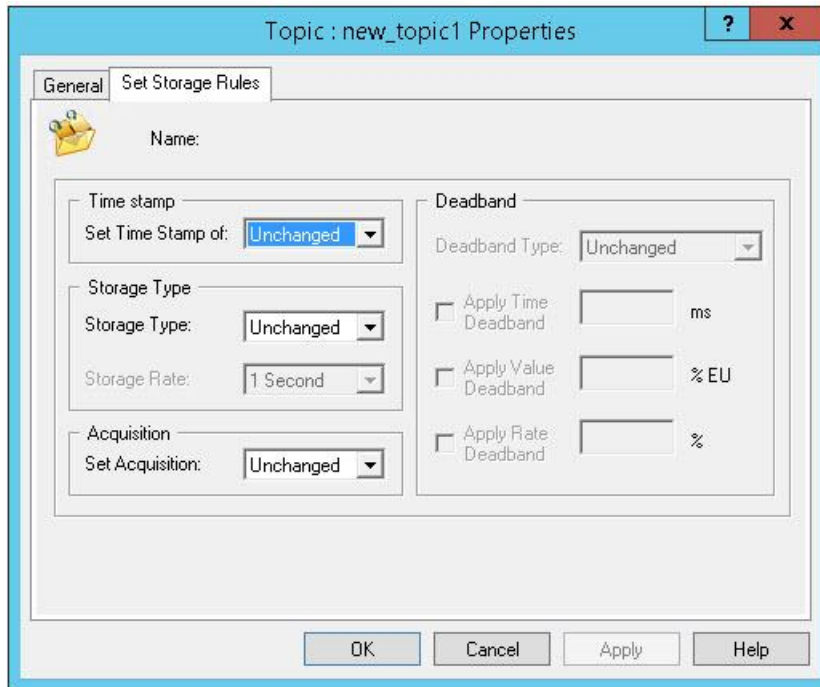 Topic : new_topic1 Properties
?
x
General
Set Storage Rules
Name:
Time stamp
Set Time Stamp of:
Unchanged
Storage Type
Storage Type:
Unchanged
Storage Rate:
1 Second
Acquisition
Set Acquisition:
Unchanged
Deadband
Deadband Type:
Unchanged
Apply Time
Deadband
ms
Apply Value
Deadband
% EU
Apply Rate
Deadband
%
OK
Cancel
Apply
Help